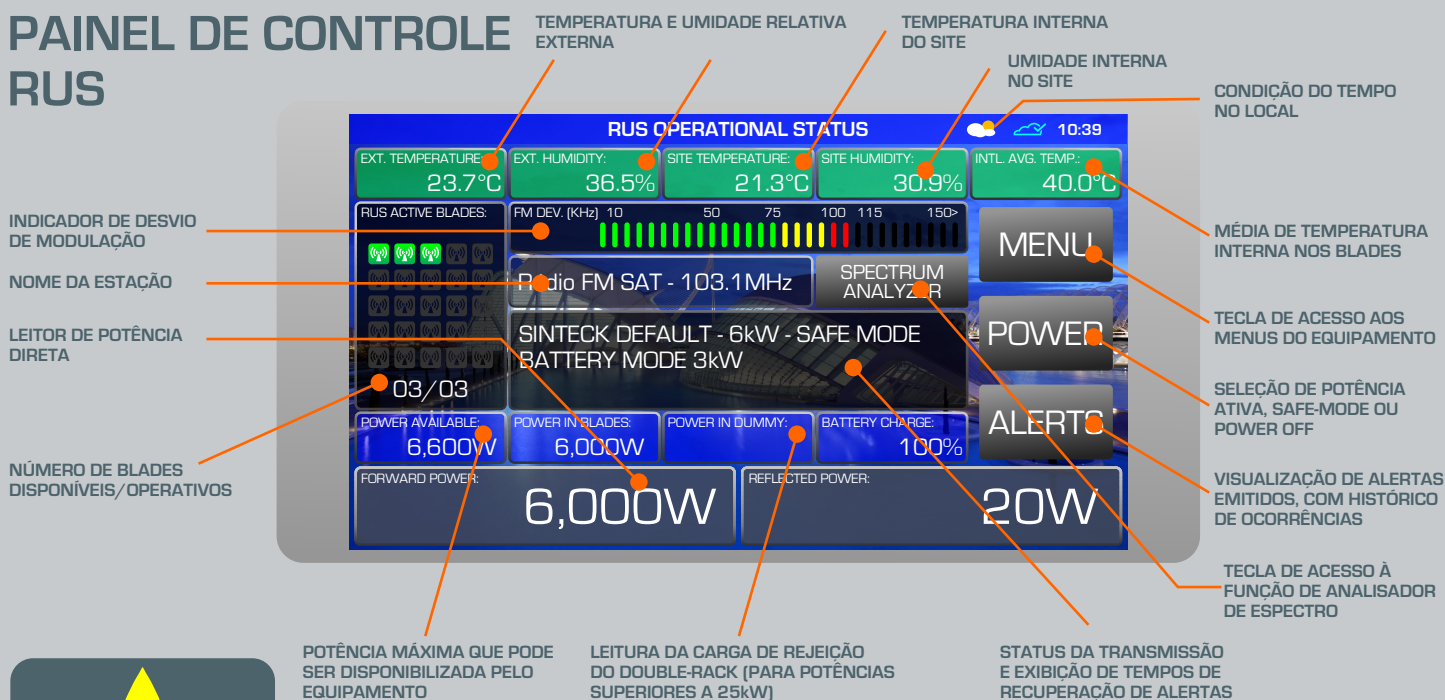 PAINEL DE CONTROLE
RUS
TEMPERATURA E UMIDADE RELATIVA
EXTERNA
TEMPERATURA INTERNA
DO SITE
UMIDADE INTERNA
NO SITE
CONDIÇÃO DO TEMPO
NO LOCAL
INDICADOR DE DESVIO
DE MODULAÇÃO
NOME DA ESTAÇÃO
LEITOR DE POTÊNCIA
DIRETA
NÚMERO DE BLADES
DISPONÍVEIS/OPERATIVOS
RUS OPERATIONAL STATUS
10:39
EXT. TEMPERATURE:
23.7°C
EXT. HUMIDITY:
36.5%
SITE TEMPERATURE:
21.3°C
SITE HUMIDITY:
30.9%
INTL. AVG. TEMP.:
40.0°C
RUS ACTIVE BLADES:
03/03
FM DEV. (KHz) 10 50 75 100 115 150>
Rádio FM SAT - 103.1MHz
SPECTRUM
ANALYZER
SINTECK DEFAULT - 6kW - SAFE MODE
BATTERY MODE 3kW
MENU
POWER
ALERTS
POWER AVAILABLE:
6,600W
POWER IN BLADES:
6,000W
POWER IN DUMMY:
BATTERY CHARGE:
100%
FORWARD POWER:
6,000W
REFLECTED POWER:
20W
MÉDIA DE TEMPERATURA
INTERNA NOS BLADES
TECLA DE ACESSO AOS
MENUS DO EQUIPAMENTO
SELEÇÃO DE POTÊNCIA
ATIVA, SAFE-MODE OU
POWER OFF
VISUALIZAÇÃO DE ALERTAS
EMITIDOS, COM HISTÓRICO
DE OCORRÊNCIAS
TECLA DE ACESSO À
FUNÇÃO DE ANALISADOR
DE ESPECTRO
POTÊNCIA MÁXIMA QUE PODE
SER DISPONIBILIZADA PELO
EQUIPAMENTO
LEITURA DA CARGA DE REJEIÇÃO
DO DOUBLE-RACK (PARA POTÊNCIAS
SUPERIORES A 25kW)
STATUS DA TRANSMISSÃO
E EXIBIÇÃO DE TEMPOS DE
RECUPERAÇÃO DE ALERTAS